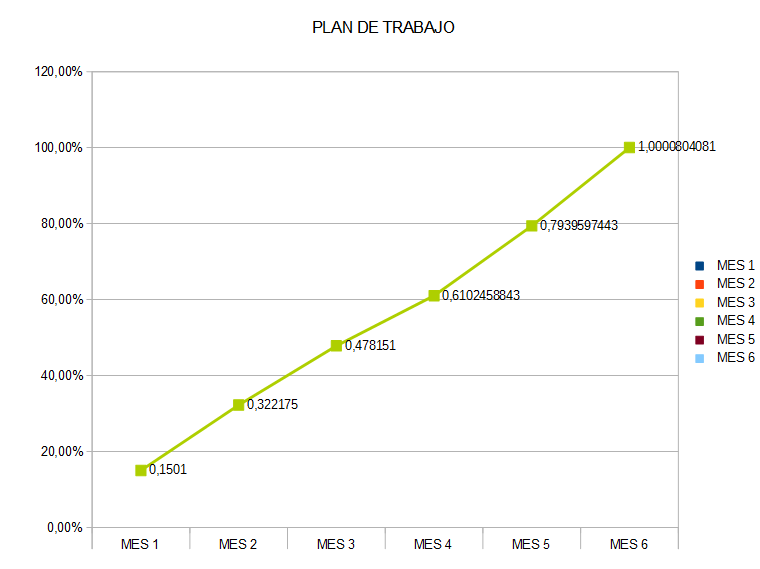 PLAN DE TRABAJO
120,00%
100,00%
80,00%
60,00%
40,00%
20,00%
0,00%
1,0000804081
0,7939597443
0,6102458843
0,478151
0,322175
0,1501
MES 1
MES 2
MES 3
MES 4
MES 5
MES 6
MES 1
MES 2
MES 3
MES 4
MES 5
MES 6